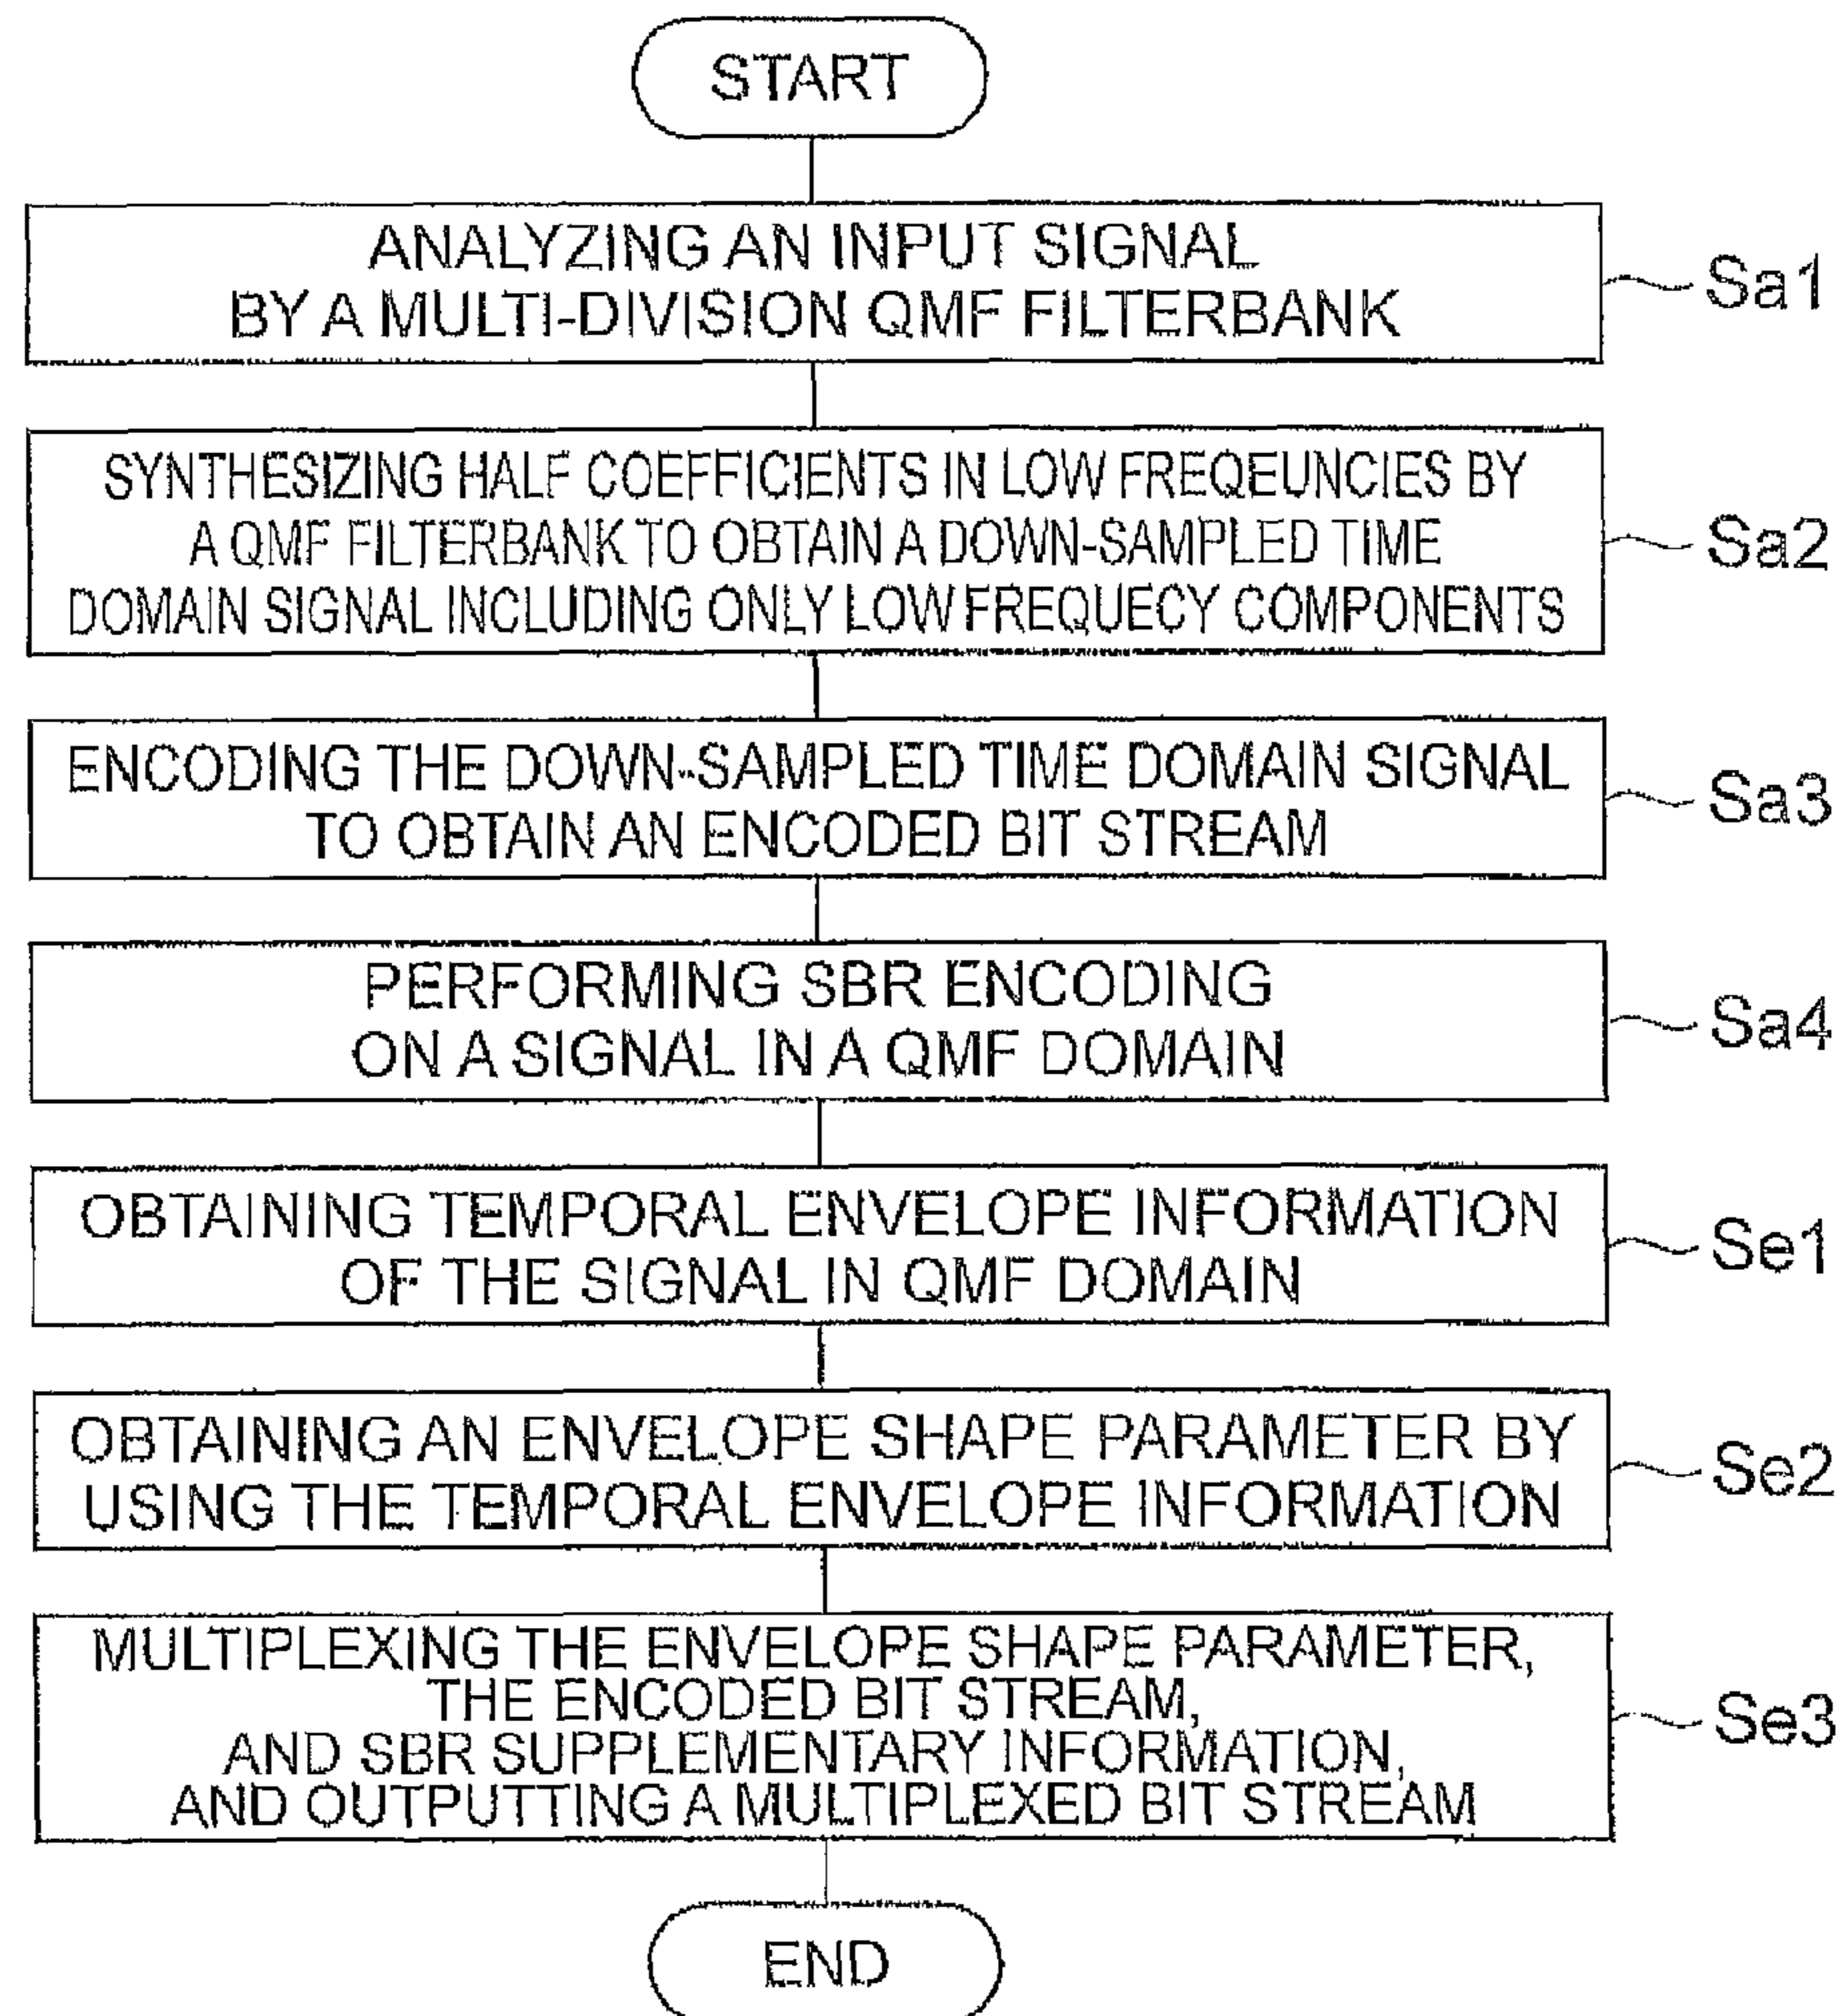 START
ANALYZING AN INPUT SIGNAL
BY A MULTI-DIVISION QMF FILTERBANK
Sa1
SYNTHESIZING HALF COEFFICIENTS IN LOW FREQEUNCIES BY
A QMF FILTERBANK TO OBTAIN A DOWN-SAMPLED TIME
DOMAIN SIGNAL INCLUDING ONLY LOW FREQUECY COMPONENTS
Sa2
ENCODING THE DOWN-SAMPLED TIME DOMAIN SIGNAL
TO OBTAIN AN ENCODED BIT STREAM
Sa3
PERFORMING SBR ENCODING
ON A SIGNAL IN A QMF DOMAIN
Sa4
OBTAINING TEMPORAL ENVELOPE INFORMATION
OF THE SIGNAL IN QMF DOMAIN
Se1
OBTAINING AN ENVELOPE SHAPE PARAMETER BY
USING THE TEMPORAL ENVELOPE INFORMATION
Se2
MULTIPLEXING THE ENVELOPE SHAPE PARAMETER,
THE ENCODED BIT STREAM,
AND SBR SUPPLEMENTARY INFORMATION,
AND OUTPUTTING A MULTIPLEXED BIT STREAM
Se3
END